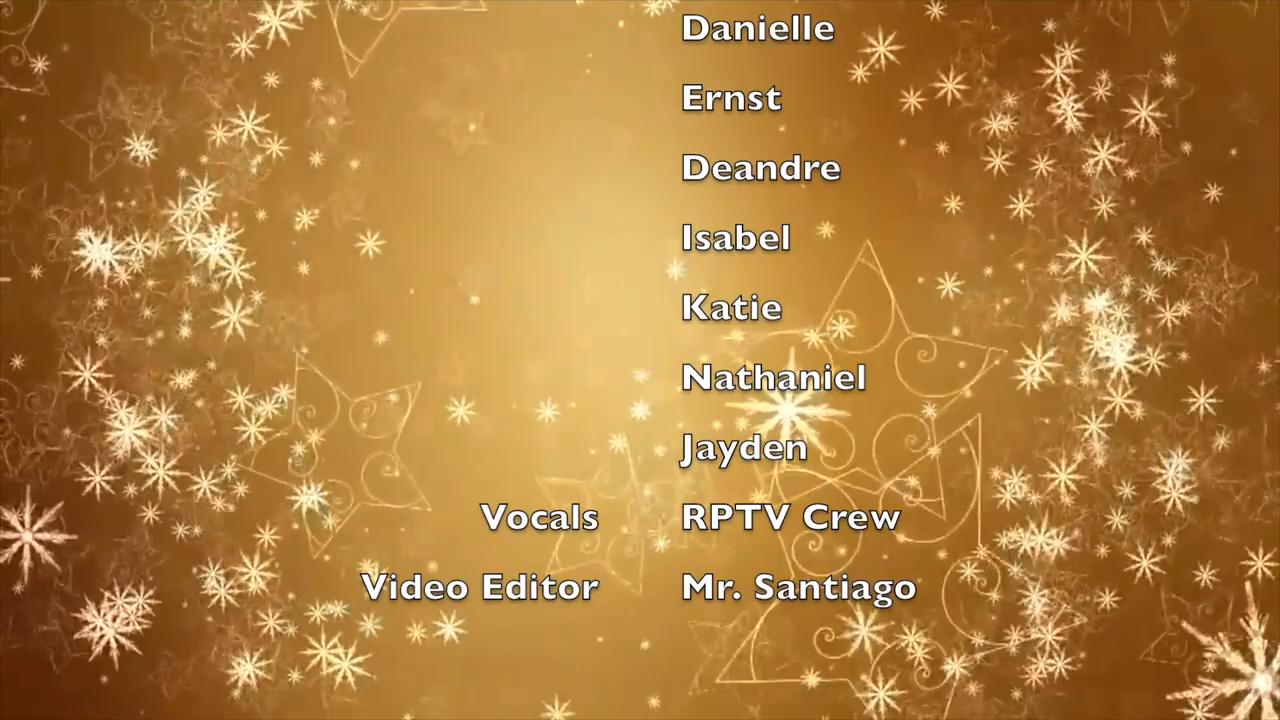 Danielle
Ernst
Deandre
Isabel
Katie
Nathaniel
Jayden
Vocals RPTV Crew
Video Editor Mr. Santiago